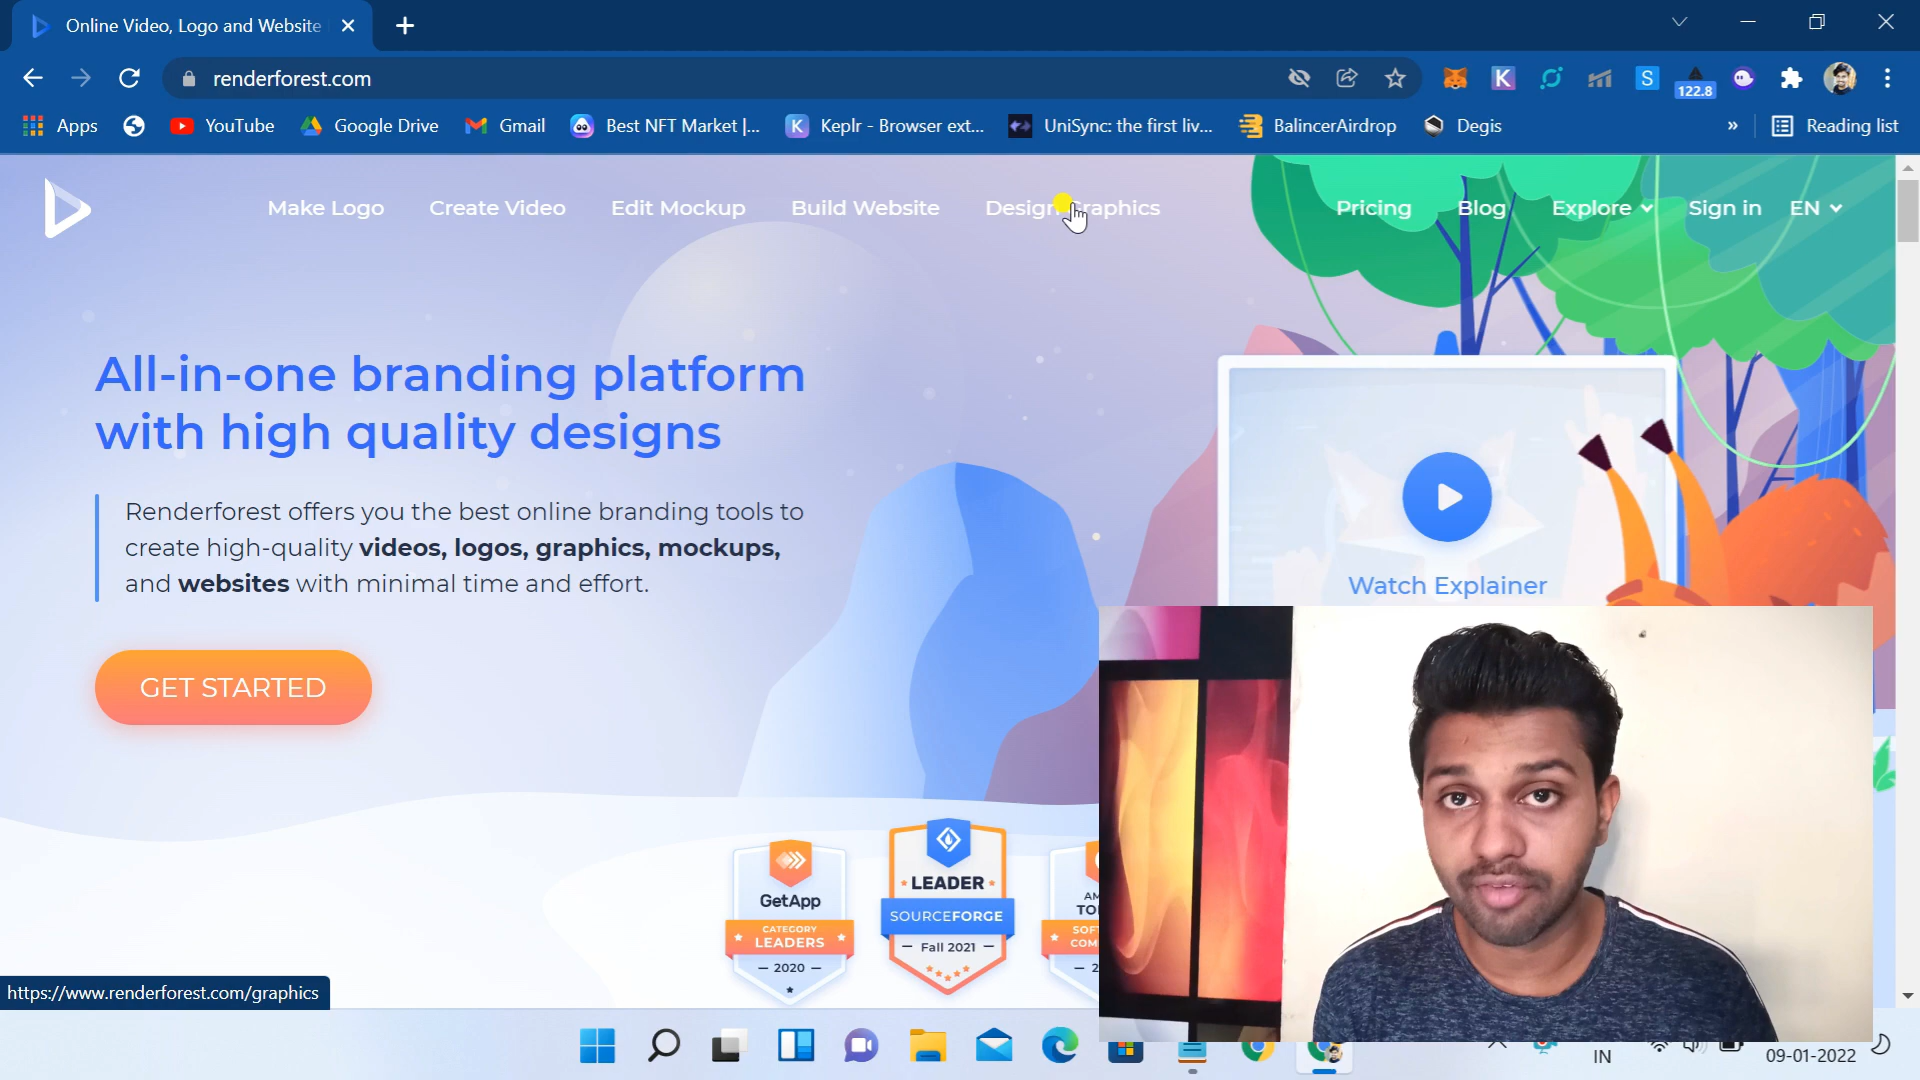 Online Video, Logo and Website
renderforest.com
122.8
Apps
YouTube
Google Drive
Gmail
Best NFT Market |...
Keplr - Browser ext...
UniSync: the first liv...
BalincerAirdrop
Degis
»
Reading list
Make Logo
Create Video
Edit Mockup
Build Website
Design Graphics
Pricing
Blog
Explore
Sign in
EN
All-in-one branding platform
with high quality designs
Renderforest offers you the best online branding tools to
create high-quality videos, logos, graphics, mockups,
and websites with minimal time and effort.
GET STARTED
Watch Explainer
GetApp
CATEGORY
LEADERS
2020
LEADER
SOURCEFORGE
Fall 2021
https://www.renderforest.com/graphics
IN
09-01-2022